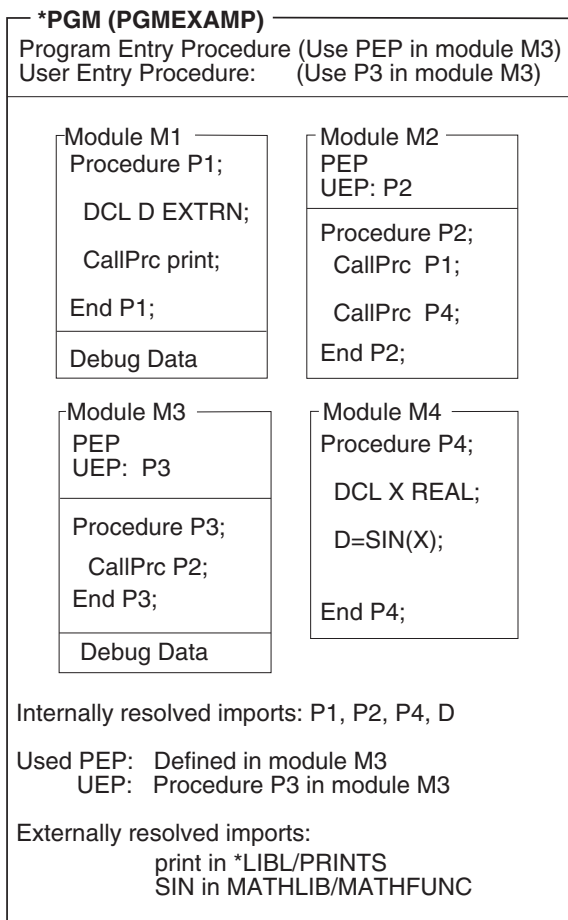 *PGM (PGMEXAMP)
Program Entry Procedure (Use PEP in module M3)
User Entry Procedure: (Use P3 in module M3)
Module M1
Procedure P1;
DCL D EXTRN;
CallPrc print;
End P1;
Debug Data
Module M2
PEP
UEP: P2
Procedure P2;
CallPrc P1;
CallPrc P4;
End P2;
Module M3
PEP
UEP: P3
Procedure P3;
CallPrc P2;
End P3;
Debug Data
Module M4
Procedure P4;
DCL X REAL;
D=SIN(X);
End P4;
Internally resolved imports: P1, P2, P4, D
Used PEP: Defined in module M3
UEP: Procedure P3 in module M3
Externally resolved imports:
print in *LIBL/PRINTS
SIN in MATHLIB/MATHFUNC